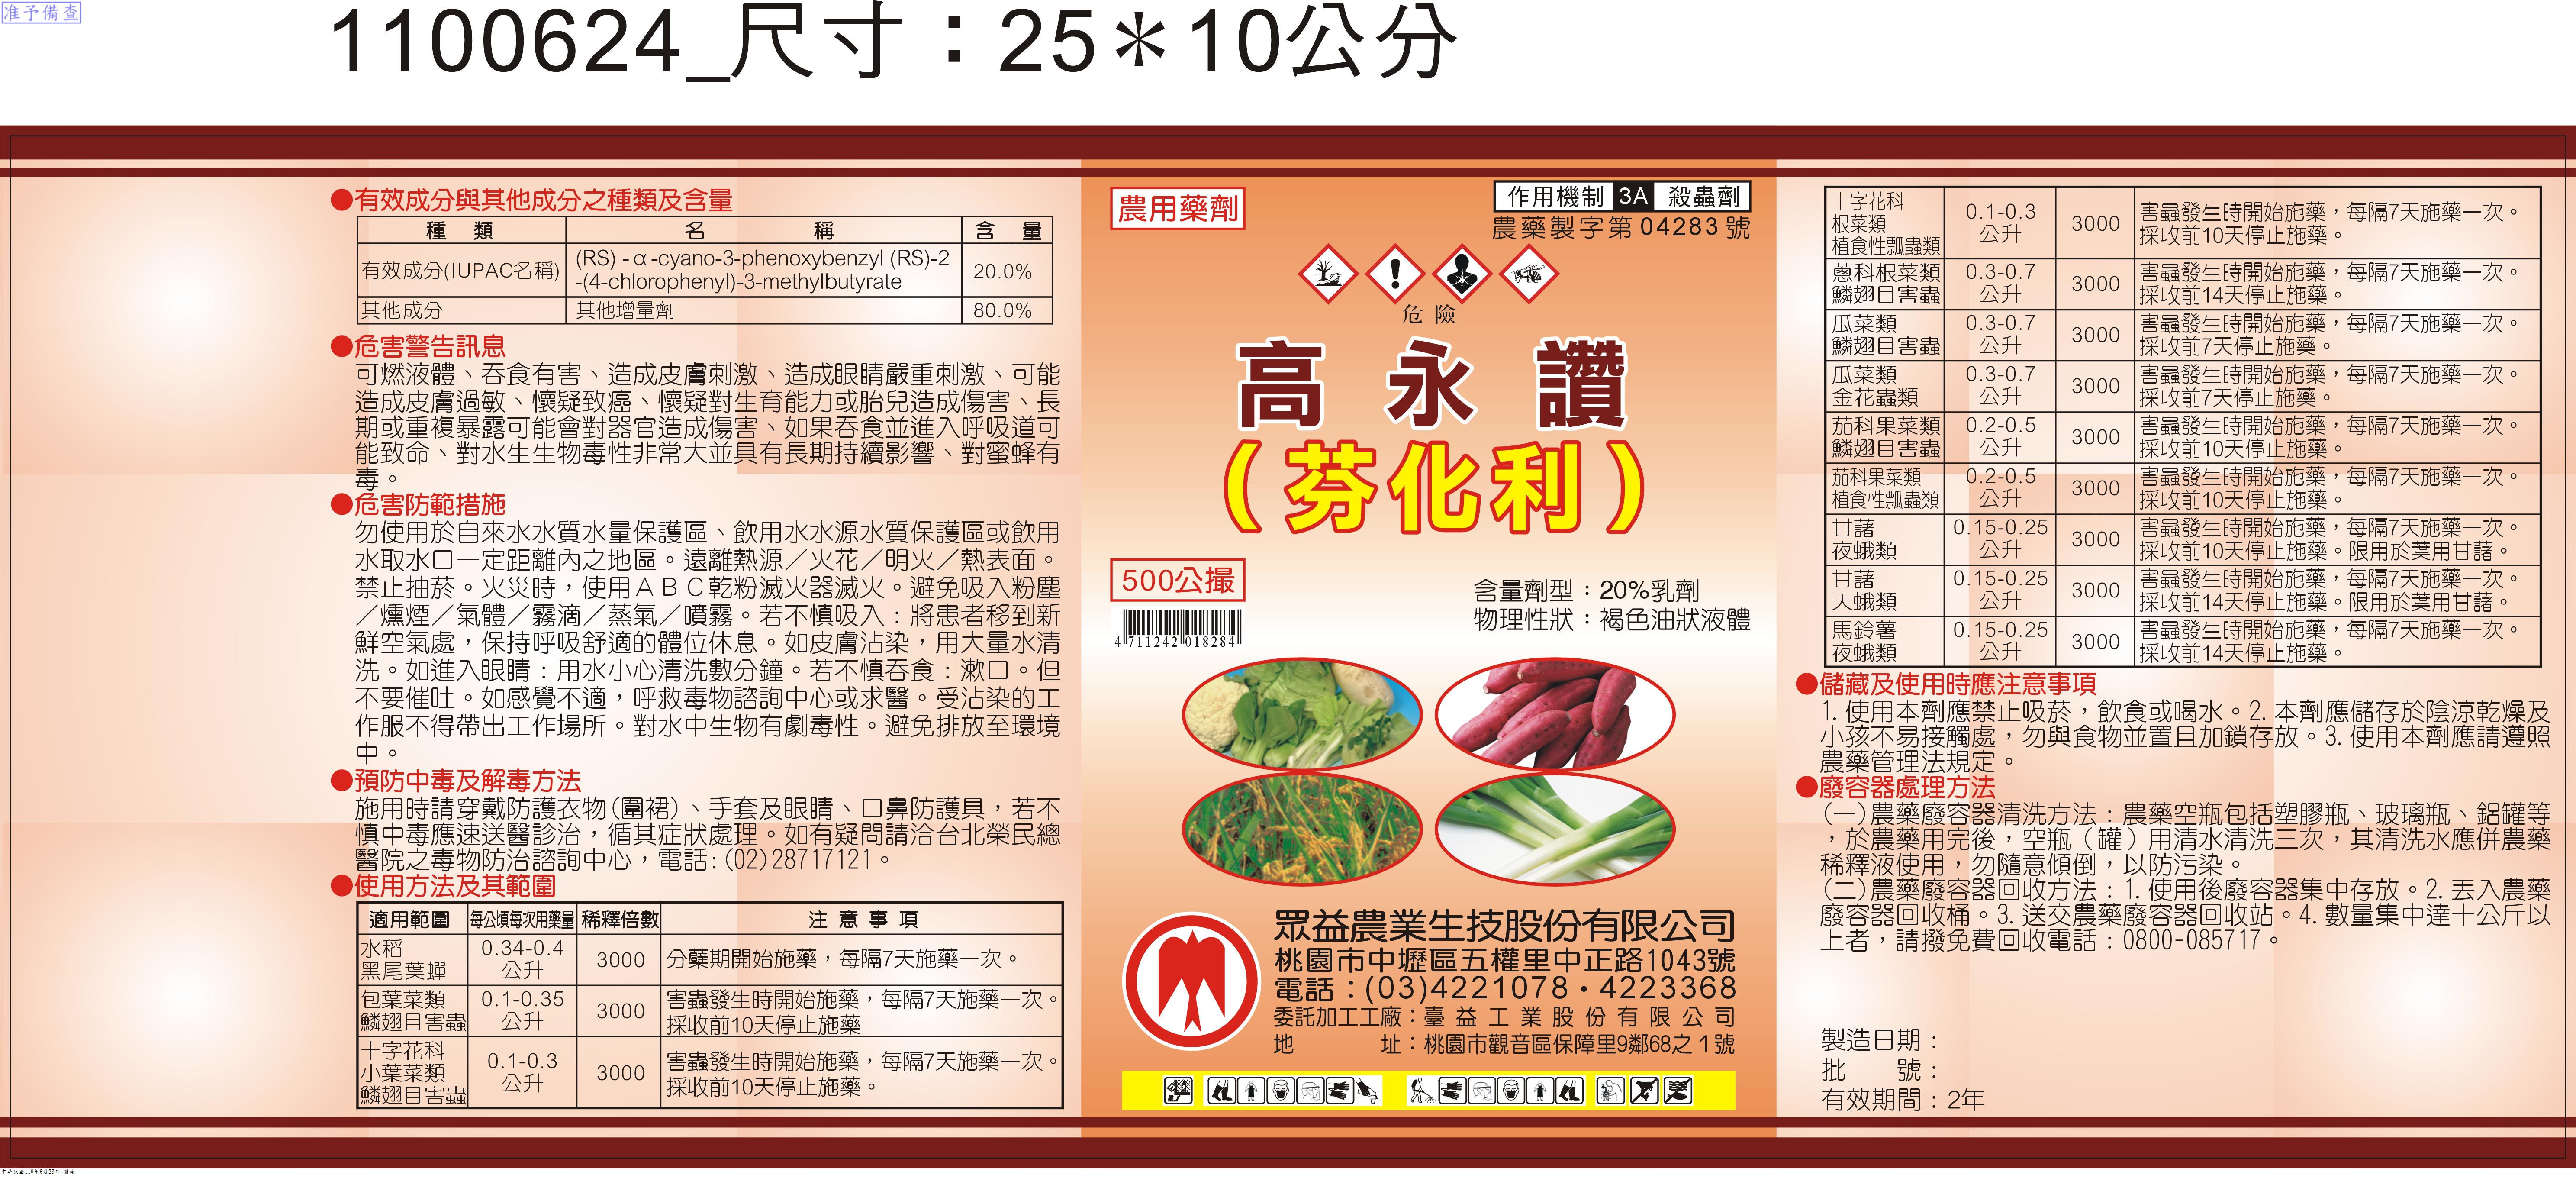 准予備查
1100624_尺寸：25＊10公分
●有效成分與其他成分之種類及含量
種　類　名　稱　含　量
有效成分(IUPAC名稱)　(RS) -α-cyano-3-phenoxybenzyl (RS)-2
-(4-chlorophenyl)-3-methylbutyrate　20.0%
其他成分　其他增量劑　80.0%
●危害警告訊息
可燃液體、吞食有害、造成皮膚刺激、造成眼睛嚴重刺激、可能
造成皮膚過敏、懷疑致癌、懷疑對生育能力或胎兒造成傷害、長
期或重複暴露可能會對器官造成傷害、如果吞食並進入呼吸道可
能致命、對水生生物毒性非常大並具有長期持續影響、對蜜蜂有
毒。
●危害防範措施
勿使用於自來水水質水量保護區、飲用水水源水質保護區或飲用
水取水口一定距離內之地區。遠離熱源／火花／明火／熱表面。
禁止抽菸。火災時，使用ＡＢＣ乾粉滅火器滅火。避免吸入粉塵
／燻煙／氣體／霧滴／蒸氣／噴霧。若不慎吸入：將患者移到新
鮮空氣處，保持呼吸舒適的體位休息。如皮膚沾染，用大量水清
洗。如進入眼睛：用水小心清洗數分鐘。若不慎吞食：漱口。但
不要催吐。如感覺不適，呼救毒物諮詢中心或求醫。受沾染的工
作服不得帶出工作場所。對水中生物有劇毒性。避免排放至環境
中。
●預防中毒及解毒方法
施用時請穿戴防護衣物(圍裙)、手套及眼睛、口鼻防護具，若不
慎中毒應速送醫診治，循其症狀處理。如有疑問請洽台北榮民總
醫院之毒物防治諮詢中心，電話:(02)28717121。
●使用方法及其範圍
適用範圍　每公頃每次用藥量　稀釋倍數　注 意 事 項
水稻
黑尾葉蟬　0.34-0.4
公升　3000　分蘗期開始施藥，每隔7天施藥一次。
包葉菜類
鱗翅目害蟲　0.1-0.35
公升　3000　害蟲發生時開始施藥，每隔7天施藥一次。
採收前10天停止施藥
十字花科
小葉菜類
鱗翅目害蟲　0.1-0.3
公升　3000　害蟲發生時開始施藥，每隔7天施藥一次。
採收前10天停止施藥。
農用藥劑
作用機制 3A 殺蟲劑
農藥製字第 04283 號
危 險
高永讚
(芬化利)
500公撮
4 711242 018284
含量劑型：20%乳劑
物理性狀：褐色油狀液體
眾益農業生技股份有限公司
桃園市中壢區五權里中正路1043號
電話：(03)4221078・4223368
委託加工工廠：臺益工業股份有限公司
地　址：桃園市觀音區保障里9鄰68之1號
十字花科
根菜類
植食性瓢蟲類　0.1-0.3
公升　3000　害蟲發生時開始施藥，每隔7天施藥一次。
採收前10天停止施藥。
蔥科根菜類
鱗翅目害蟲　0.3-0.7
公升　3000　害蟲發生時開始施藥，每隔7天施藥一次。
採收前14天停止施藥。
瓜菜類
鱗翅目害蟲　0.3-0.7
公升　3000　害蟲發生時開始施藥，每隔7天施藥一次。
採收前7天停止施藥。
瓜菜類
金花蟲類　0.3-0.7
公升　3000　害蟲發生時開始施藥，每隔7天施藥一次。
採收前7天停止施藥。
茄科果菜類
鱗翅目害蟲　0.2-0.5
公升　3000　害蟲發生時開始施藥，每隔7天施藥一次。
採收前10天停止施藥。
茄科果菜類
植食性瓢蟲類　0.2-0.5
公升　3000　害蟲發生時開始施藥，每隔7天施藥一次。
採收前10天停止施藥。
甘藷
夜蛾類　0.15-0.25
公升　3000　害蟲發生時開始施藥，每隔7天施藥一次。
採收前10天停止施藥。限用於葉用甘藷。
甘藷
天蛾類　0.15-0.25
公升　3000　害蟲發生時開始施藥，每隔7天施藥一次。
採收前14天停止施藥。限用於葉用甘藷。
馬鈴薯
夜蛾類　0.15-0.25
公升　3000　害蟲發生時開始施藥，每隔7天施藥一次。
採收前14天停止施藥。
●儲藏及使用時應注意事項
1.使用本劑應禁止吸菸，飲食或喝水。2.本劑應儲存於陰涼乾燥及
小孩不易接觸處，勿與食物並置且加鎖存放。3.使用本劑應請遵照
農藥管理法規定。
●廢容器處理方法
(一)農藥廢容器清洗方法：農藥空瓶包括塑膠瓶、玻璃瓶、鋁罐等
，於農藥用完後，空瓶（罐）用清水清洗三次，其清洗水應併農藥
稀釋液使用，勿隨意傾倒，以防污染。
(二)農藥廢容器回收方法：1.使用後廢容器集中存放。2.丟入農藥
廢容器回收桶。3.送交農藥廢容器回收站。4.數量集中達十公斤以
上者，請撥免費回收電話：0800-085717。
製造日期：
批　號：
有效期間：2年